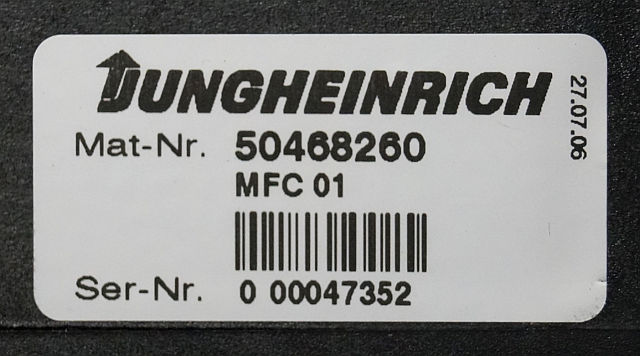 JUNGHEINRICH
Mat-Nr. 50468260
MFC 01
Ser-Nr. 0 00047352
27.07.06